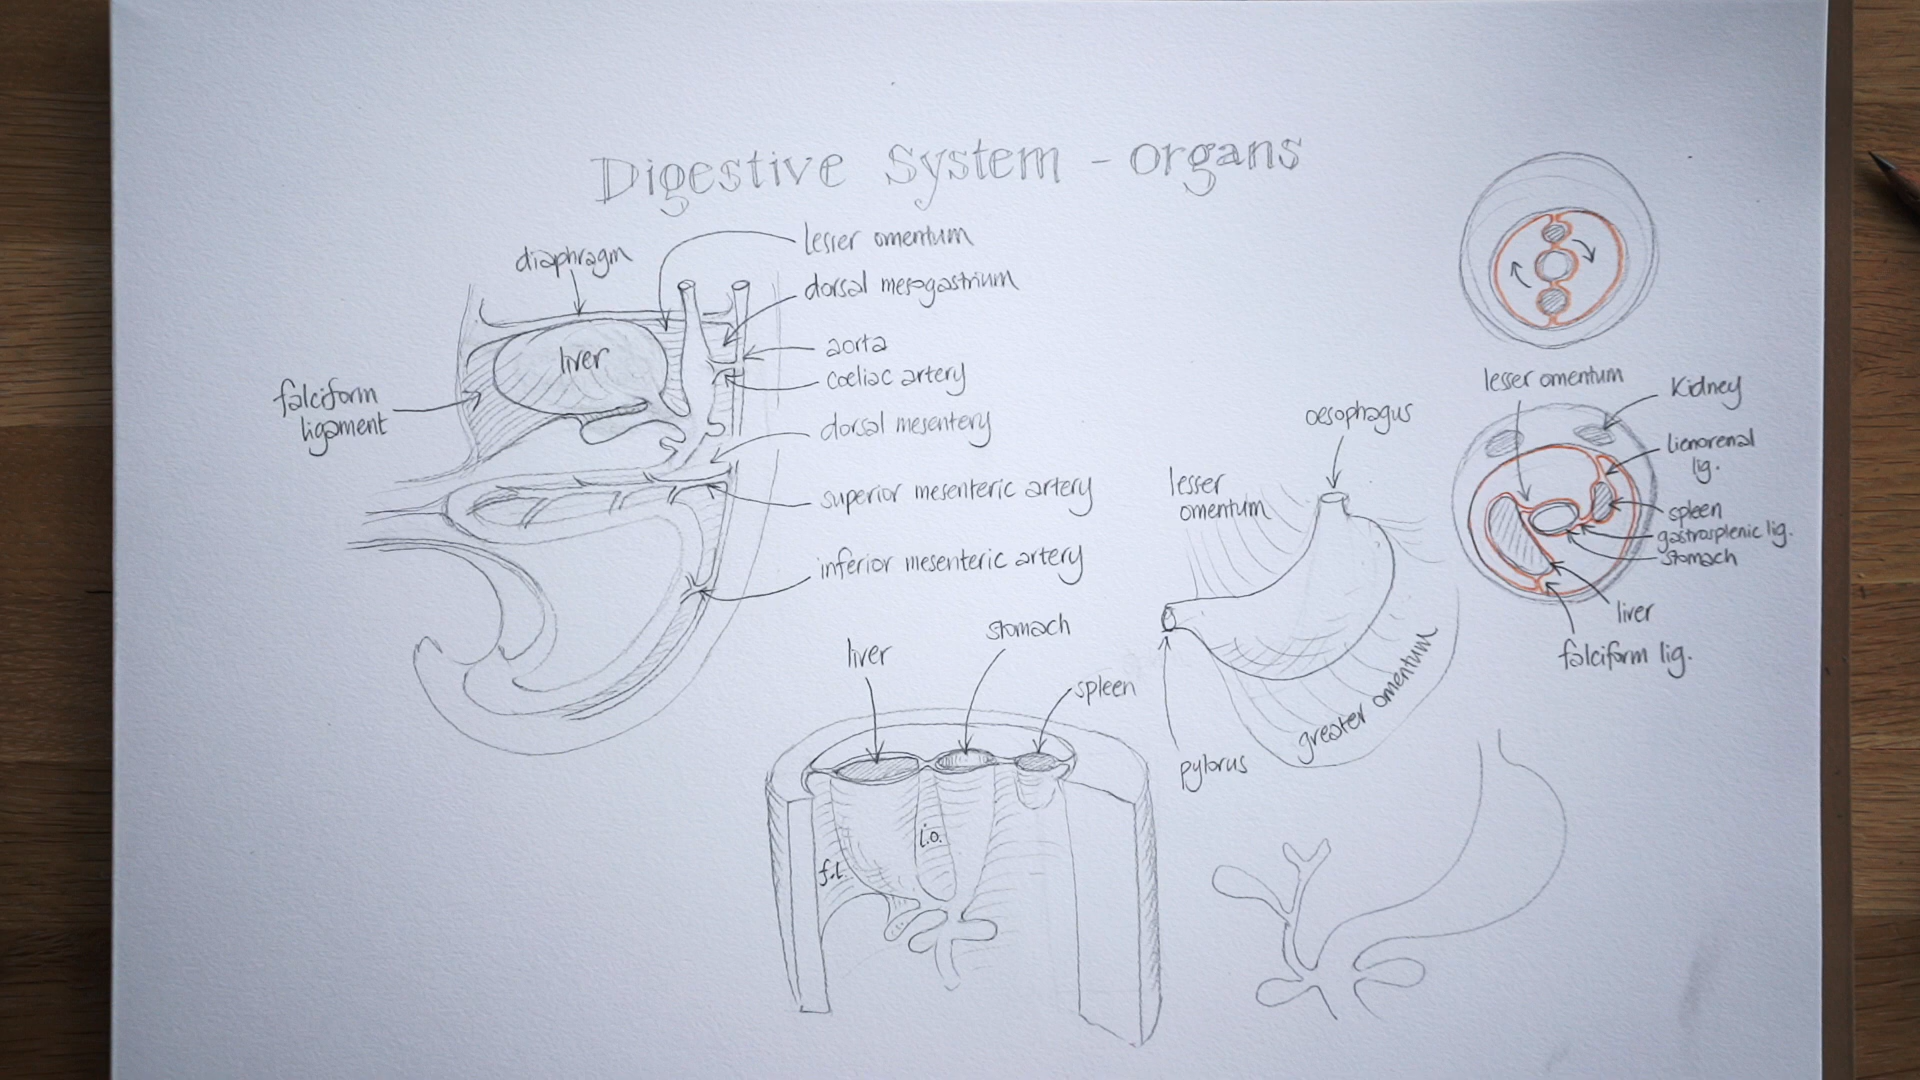 Digestive System - organs
diaphragm
lesser omentum
dorsal mesogastrium
aorta
coeliac artery
liver
falciform
ligament
dorsal mesentery
superior mesenteric artery
inferior mesenteric artery
liver
stomach
spleen
f.l.
l.o.
oesophagus
lesser
omentum
greater omentum
pylorus
lesser omentum
Kidney
lienorenal
lig.
spleen
gastrosplenic lig.
stomach
liver
falciform lig.